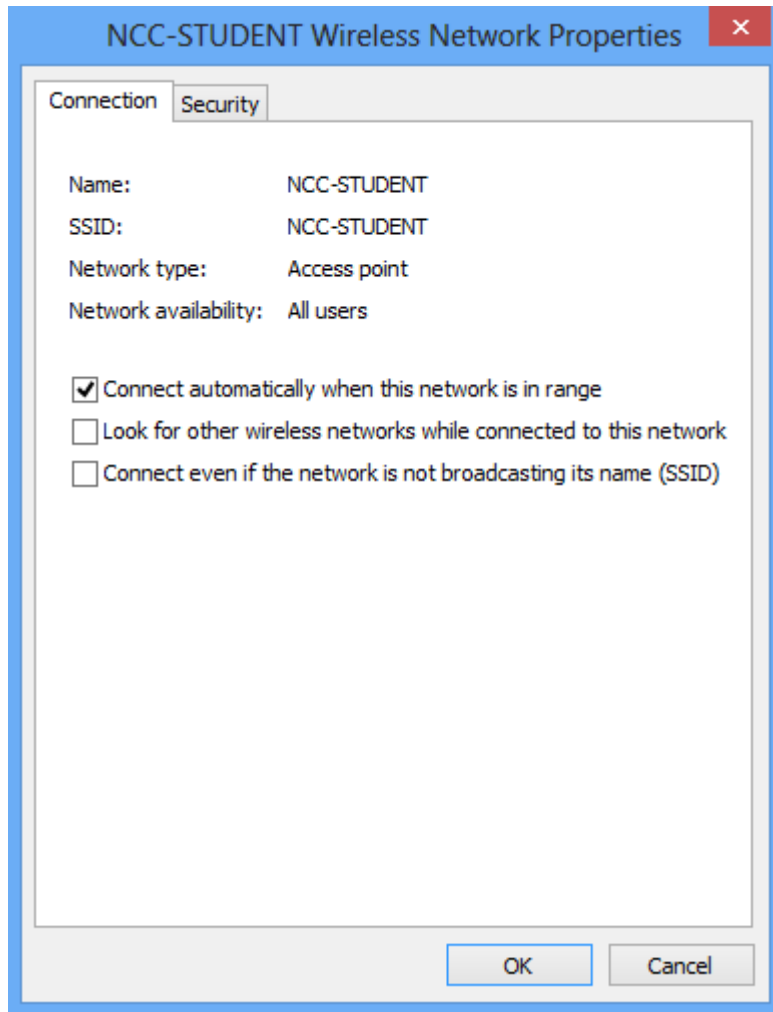 NCC-STUDENT Wireless Network Properties
Connection Security
Name: NCC-STUDENT
SSID: NCC-STUDENT
Network type: Access point
Network availability: All users
Connect automatically when this network is in range
Look for other wireless networks while connected to this network
Connect even if the network is not broadcasting its name (SSID)
OK Cancel